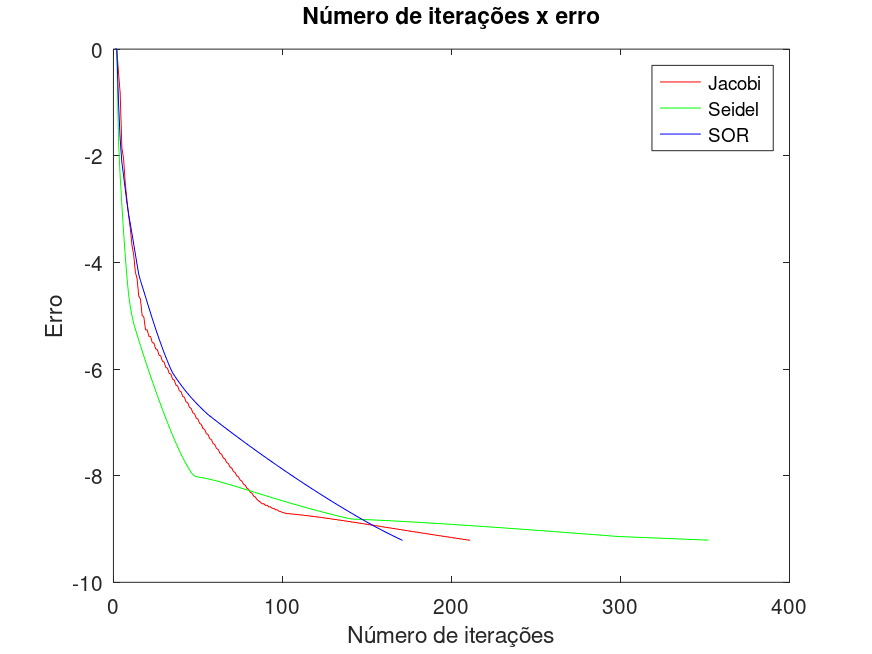 Número de iterações x erro
Jacobi
Seidel
SOR
0
-2
-4
-6
-8
-10
Erro
0 100 200 300 400
Número de iterações